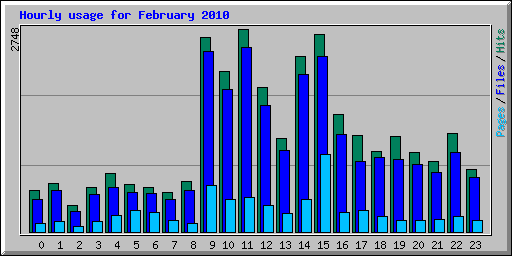 Hourly usage for February 2010
2748
Pages / Files / Hits
0 1 2 3 4 5 6 7 8 9 10 11 12 13 14 15 16 17 18 19 20 21 22 23